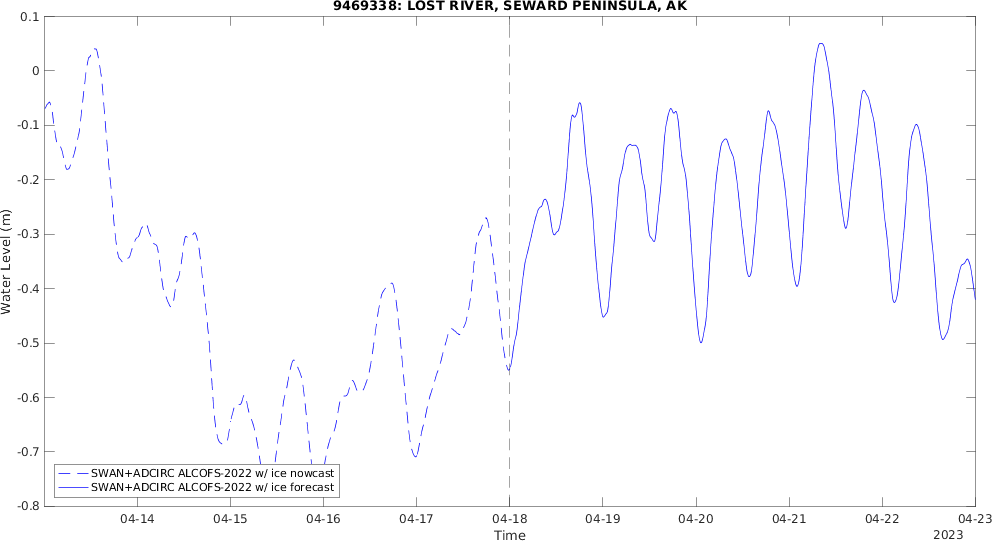 9469338: LOST RIVER, SEWARD PENINSULA, AK
0.1
0
-0.1
-0.2
-0.3
-0.4
-0.5
-0.6
-0.7
-0.8
Water Level (m)
SWAN+ADCIRC ALCOFS-2022 w/ ice nowcast
SWAN+ADCIRC ALCOFS-2022 w/ ice forecast
04-14 04-15 04-16 04-17 04-18 04-19 04-20 04-21 04-22 04-23
Time
2023